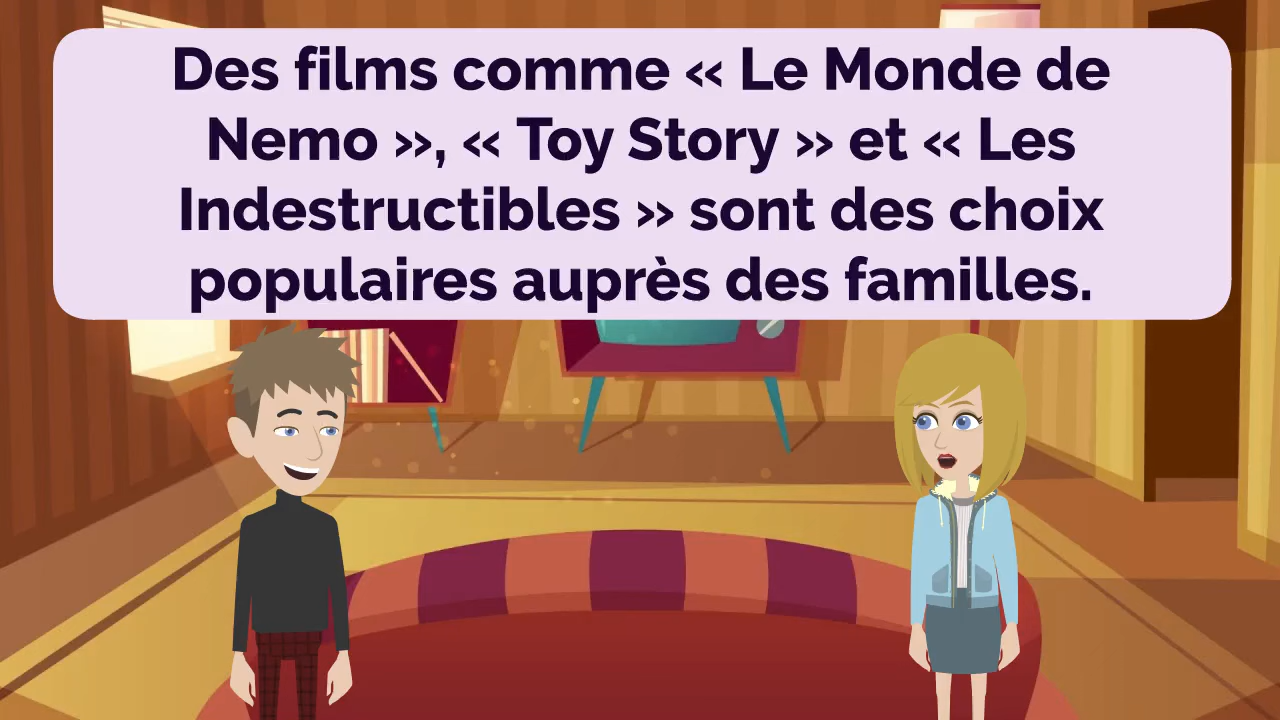 Des films comme « Le Monde de
Nemo », « Toy Story » et « Les
Indestructibles » sont des choix
populaires auprès des familles.